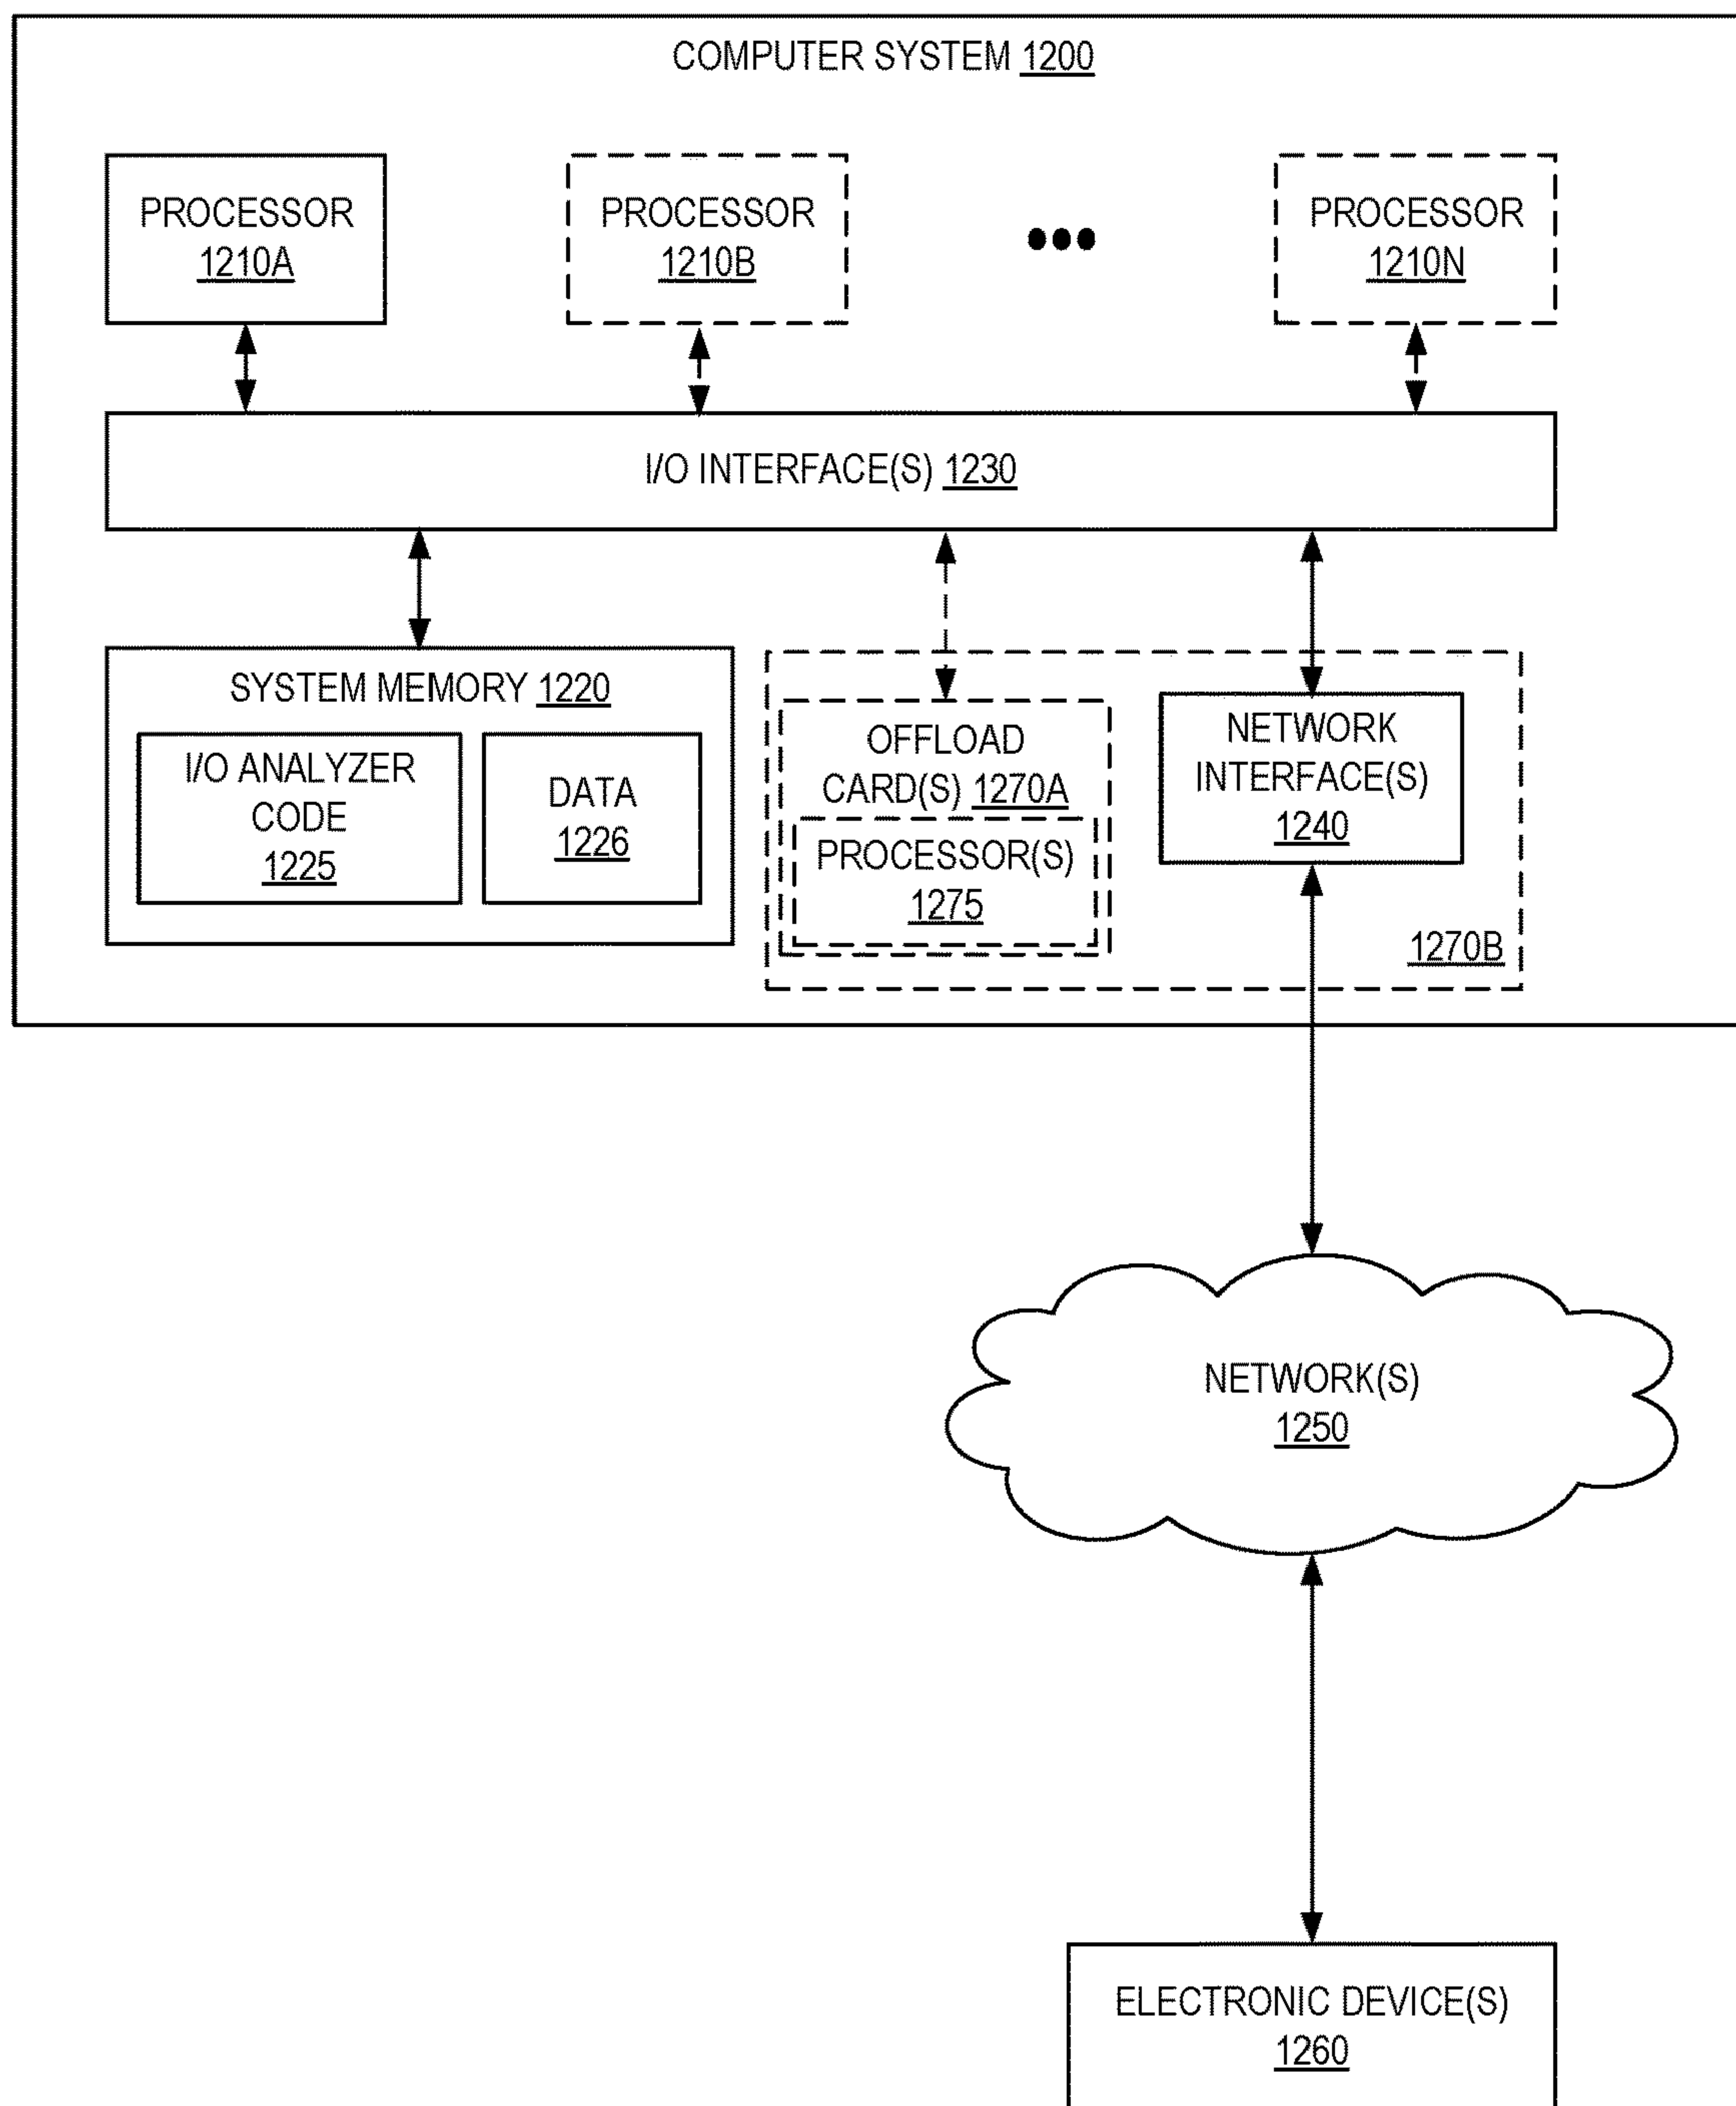 COMPUTER SYSTEM 1200
PROCESSOR
1210A
PROCESSOR
1210B
PROCESSOR
1210N
I/O INTERFACE(S) 1230
SYSTEM MEMORY 1220
I/O ANALYZER
CODE
1225
DATA
1226
OFFLOAD
CARD(S) 1270A
PROCESSOR(S)
1275
NETWORK
INTERFACE(S)
1240
1270B
NETWORK(S)
1250
ELECTRONIC DEVICE(S)
1260